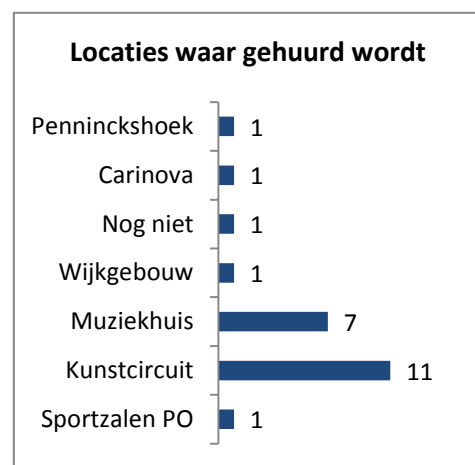 Locaties waar gehuurd wordt
Penninckshoek 1
Carinova 1
Nog niet 1
Wijkgebouw 1
Muziekhuis 7
Kunstcircuit 11
Sportzalen PO 1